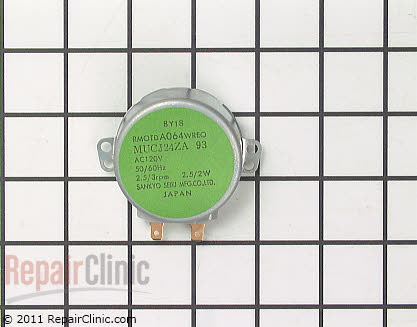 BY18
RMOTDA064WREO
MUCJ24ZA 93
AC120V
50/60Hz
2.5/3rpm 2.5/2W
SANKYO SEIKI MFG.CO.,LTD.
JAPAN
RepairClinic
© 2011 RepairClinic.com